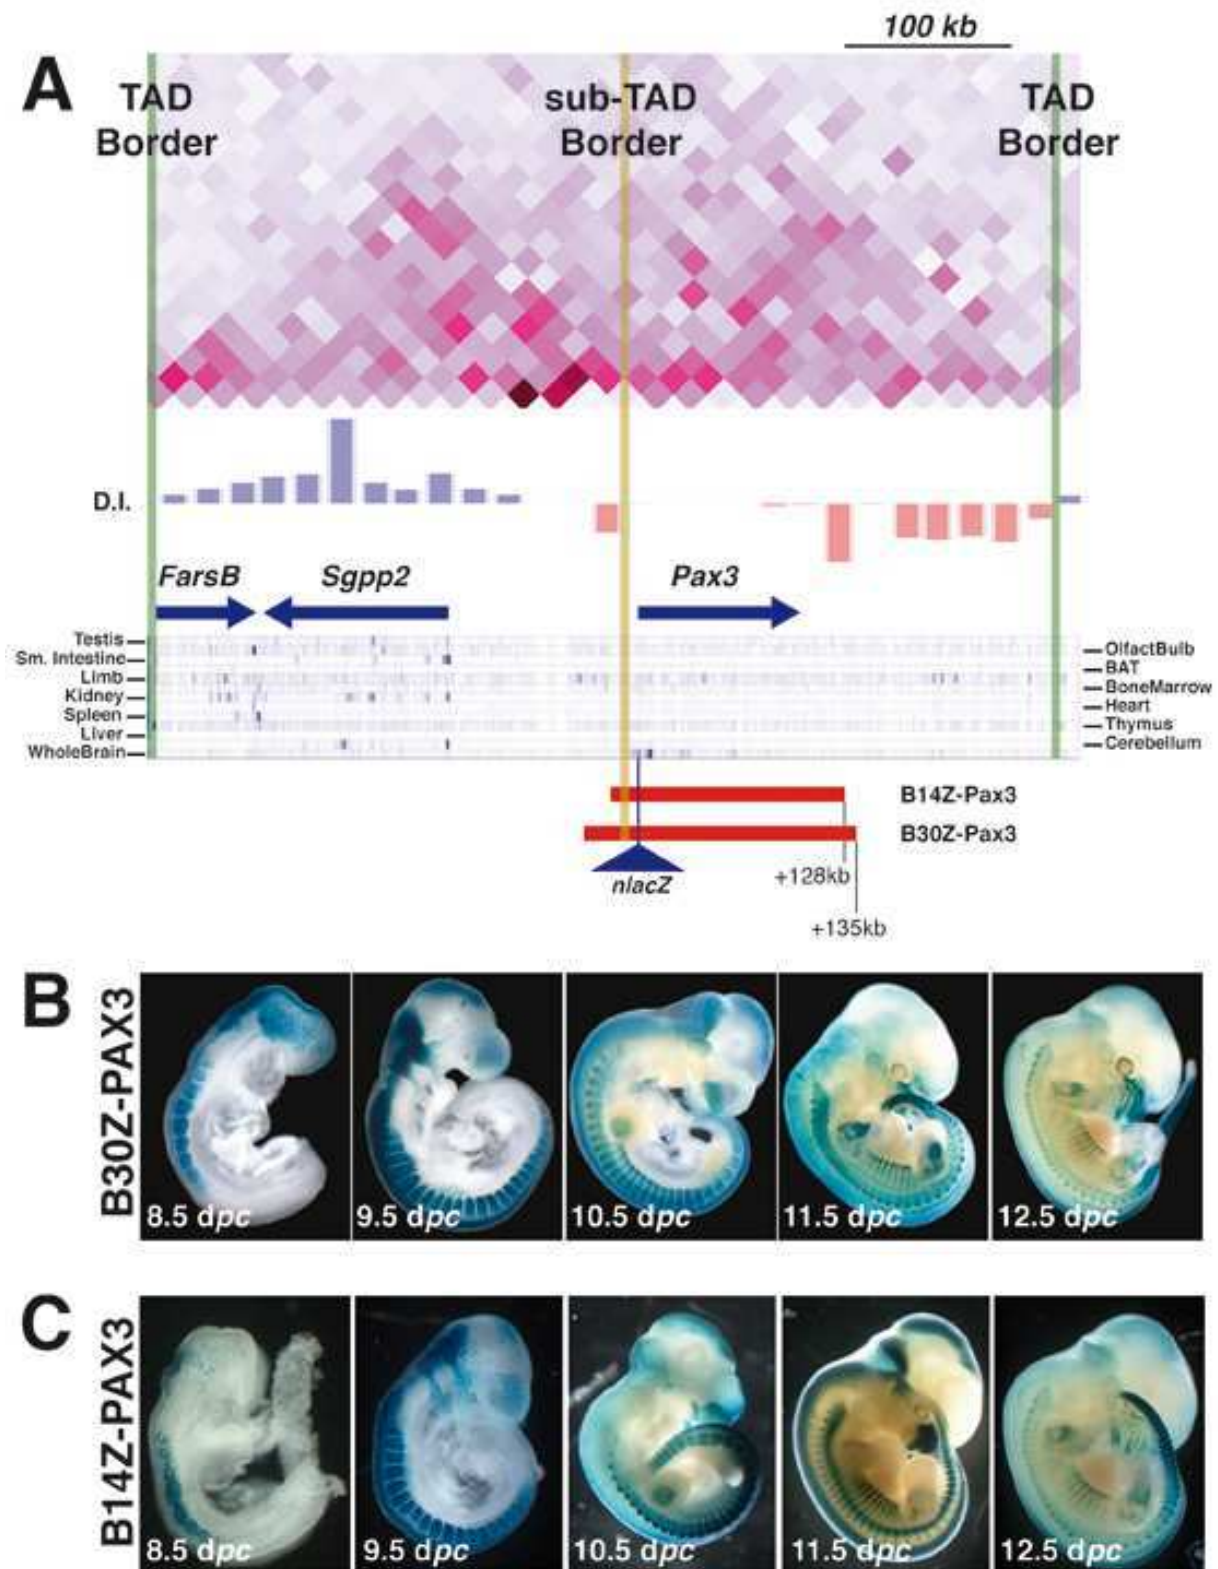 100 kb
A
TAD
Border
sub-TAD
Border
TAD
Border
D.I.
FarsB
Sgpp2
Pax3
Testis
Sm. Intestine
Limb
Kidney
Spleen
Liver
WholeBrain
OlfactBulb
BAT
BoneMarrow
Heart
Thymus
Cerebellum
B14Z-Pax3
B30Z-Pax3
nlacZ
+128kb
+135kb
B
B30Z-PAX3
8.5 dpc
9.5 dpc
10.5 dpc
11.5 dpc
12.5 dpc
C
B14Z-PAX3
8.5 dpc
9.5 dpc
10.5 dpc
11.5 dpc
12.5 dpc